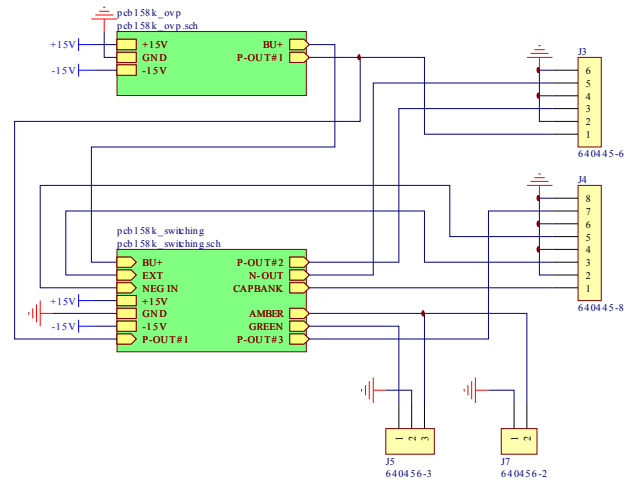 pcb158k_ovp
pcb158k_ovp.sch
+15V
+15V
BU+
GND
P-OUT#1
-15V
-15V
J3
6
5
4
3
2
1
640445-6
J4
8
7
6
5
4
3
2
1
640445-8
pcb158k_switching
pcb158k_switching.sch
BU+
P-OUT#2
EXT
N-OUT
NEG IN
CAPBANK
+15V
+15V
GND
AMBER
-15V
-15V
GREEN
P-OUT#1
P-OUT#3
1
2
3
J5
640456-3
1
2
J7
640456-2